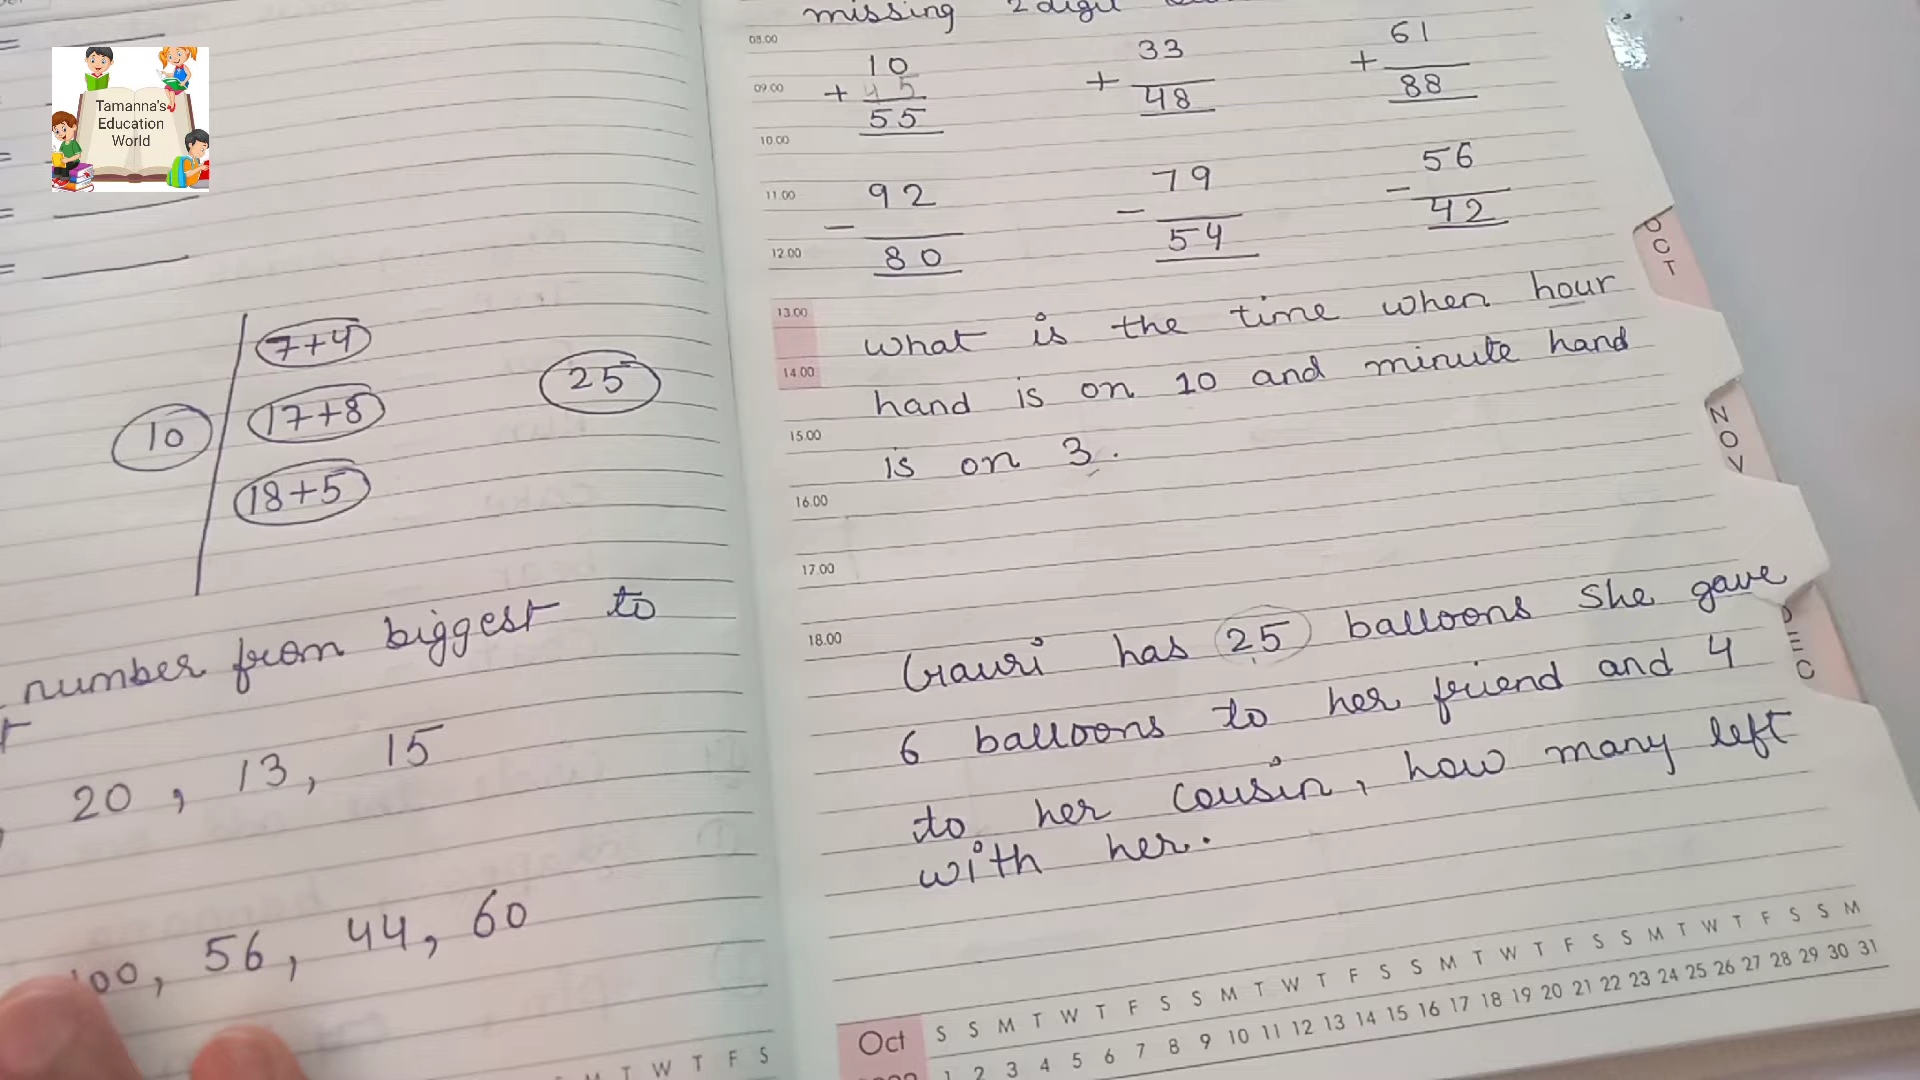 Tamanna's
Education
World
=
=
=
=
10
7+4
17+8
18+5
25
number from biggest to
20, 13, 15
100, 56, 44, 60
M T W T F S
missing 2 digit
08.00
09.00
10.00
11.00
12.00
13.00
14.00
15.00
16.00
17.00
18.00
10
+ 45
55
33
+
48
61
+
88
92
-
80
79
-
54
56
-
42
What is the time when hour
hand is on 10 and minute hand
is on 3.
Gauri has 25 balloons She gave
6 balloons to her friend and 4
to her cousin, how many left
with her.
OCT
NOV
DEC
Oct
S S M T W T F S S M T W T F S S M T W T F S S M T W T F S S M
1 2 3 4 5 6 7 8 9 10 11 12 13 14 15 16 17 18 19 20 21 22 23 24 25 26 27 28 29 30 31